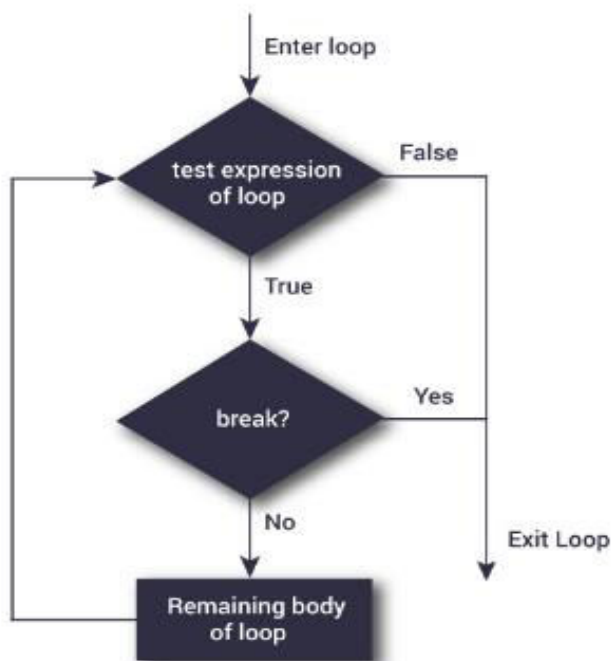 Enter loop
test expression
of loop
False
True
break?
Yes
No
Exit Loop
Remaining body
of loop